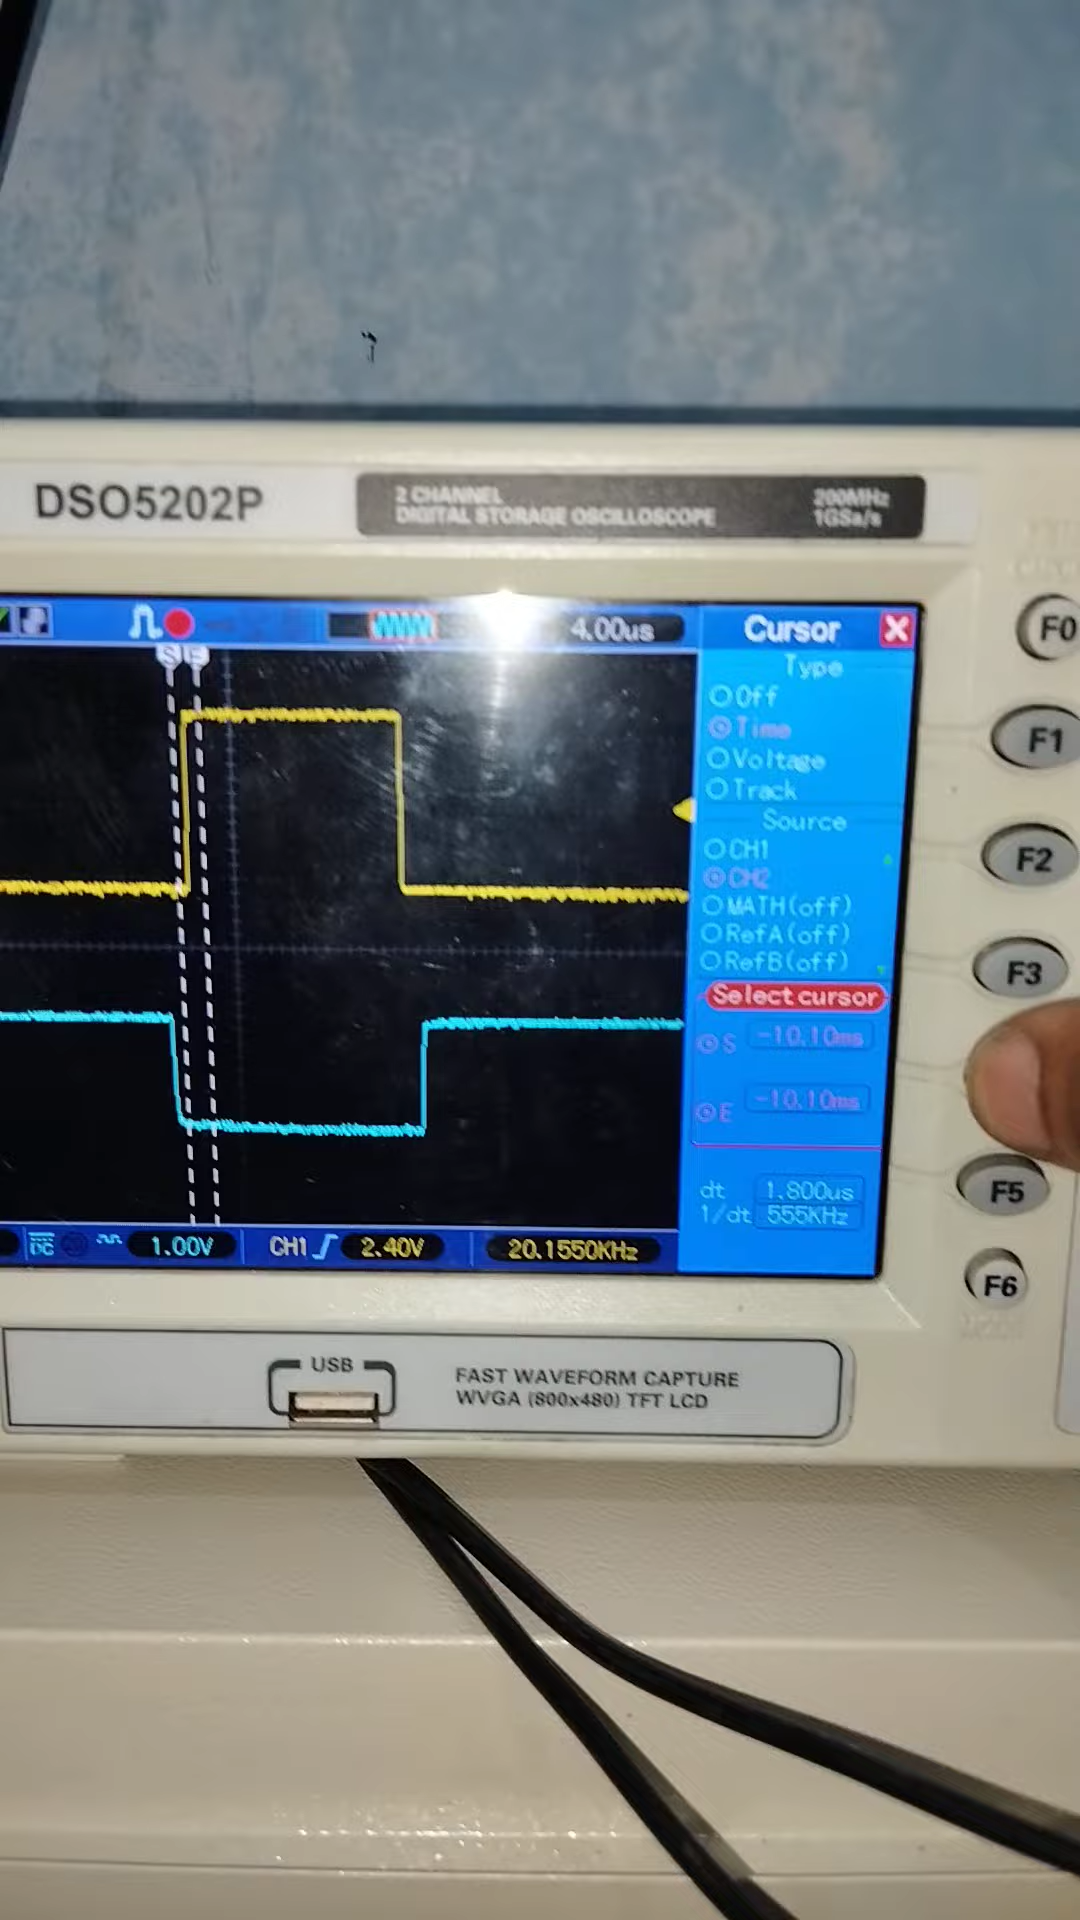 DSO5202P
2 CHANNEL
DIGITAL STORAGE OSCILLOSCOPE
200MHz
1GSa/s
4.00us
Cursor
Type
Off
Time
Voltage
Track
Source
CH1
CH2
MATH(off)
RefA(off)
RefB(off)
Select cursor
S -10.10ms
E -10.10ms
dt 1.800us
1/dt 555KHz
S E
DC 1.00V CH1 2.40V 20.1550KHz
F0
F1
F2
F3
F5
F6
USB
FAST WAVEFORM CAPTURE
WVGA (800x480) TFT LCD